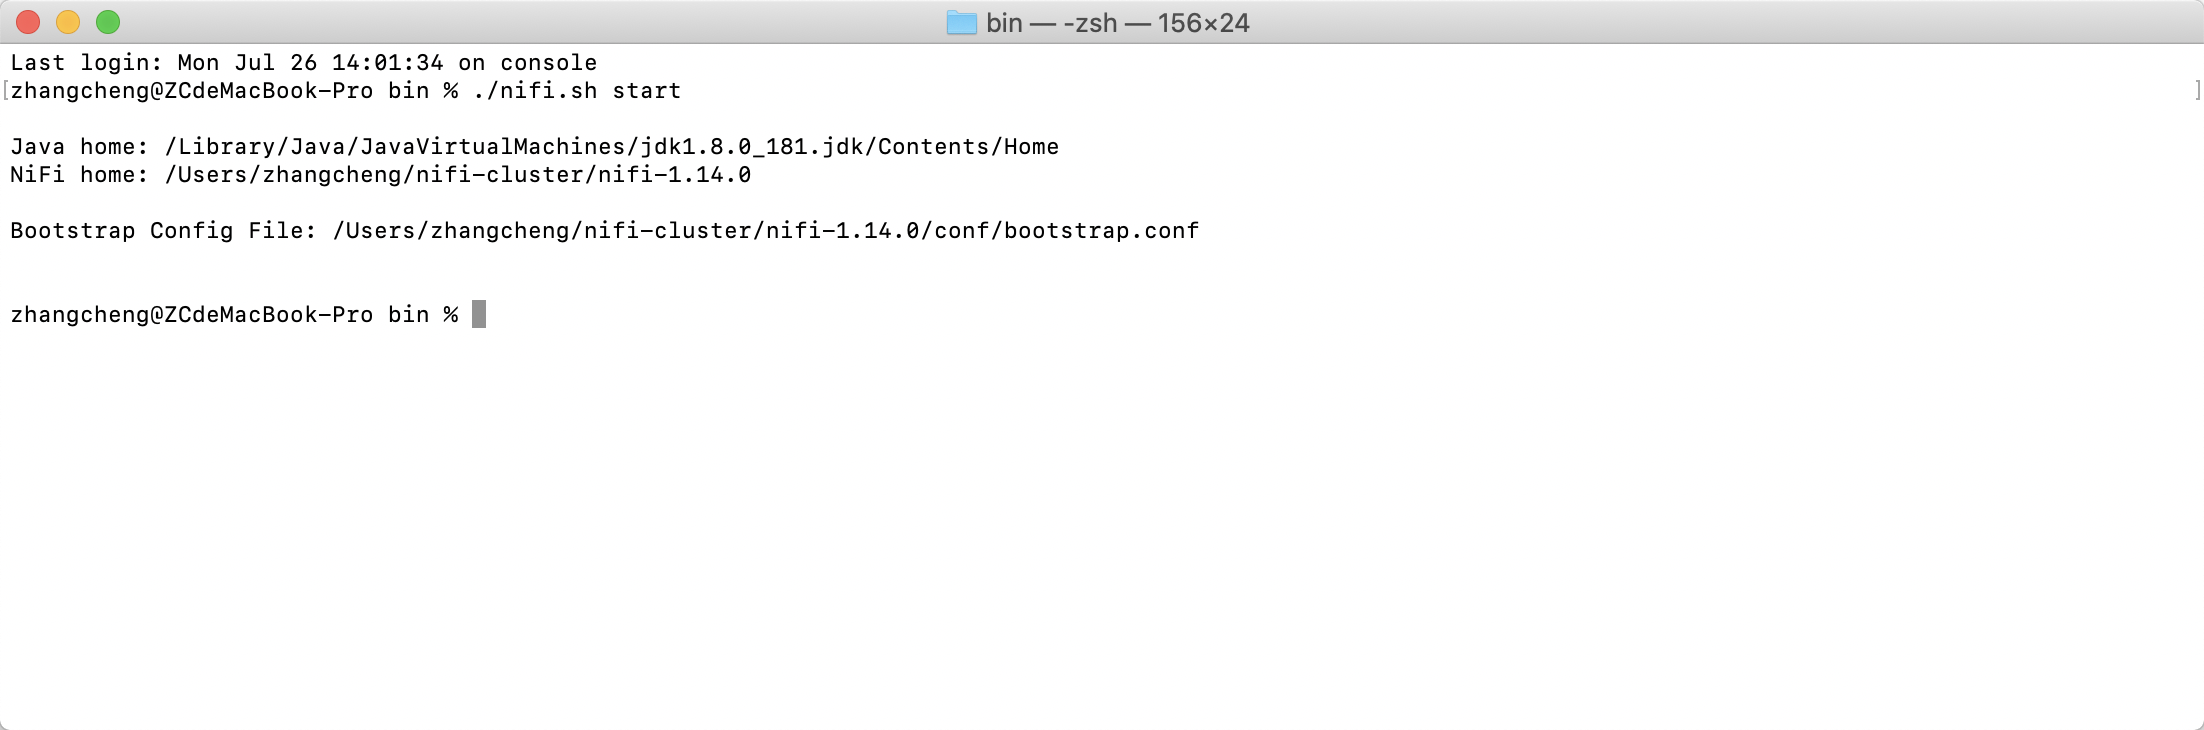 bin — -zsh — 156×24
Last login: Mon Jul 26 14:01:34 on console
[zhangcheng@ZCdeMacBook-Pro bin % ./nifi.sh start ]
Java home: /Library/Java/JavaVirtualMachines/jdk1.8.0_181.jdk/Contents/Home
NiFi home: /Users/zhangcheng/nifi-cluster/nifi-1.14.0
Bootstrap Config File: /Users/zhangcheng/nifi-cluster/nifi-1.14.0/conf/bootstrap.conf
zhangcheng@ZCdeMacBook-Pro bin %